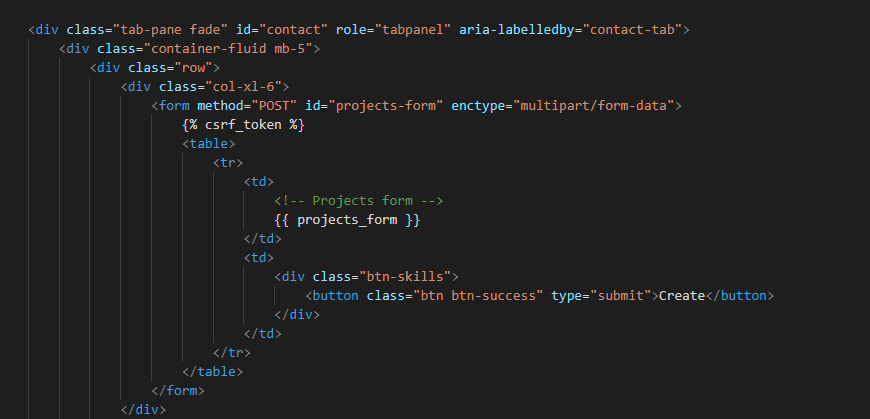 <div class="tab-pane fade" id="contact" role="tabpanel" aria-labelledby="contact-tab">
<div class="container-fluid mb-5">
<div class="row">
<div class="col-xl-6">
<form method="POST" id="projects-form" enctype="multipart/form-data">
{% csrf_token %}
<table>
<tr>
<td>
<!-- Projects form -->
{{ projects_form }}
</td>
<td>
<div class="btn-skills">
<button class="btn btn-success" type="submit">Create</button>
</div>
</td>
</tr>
</table>
</form>
</div>